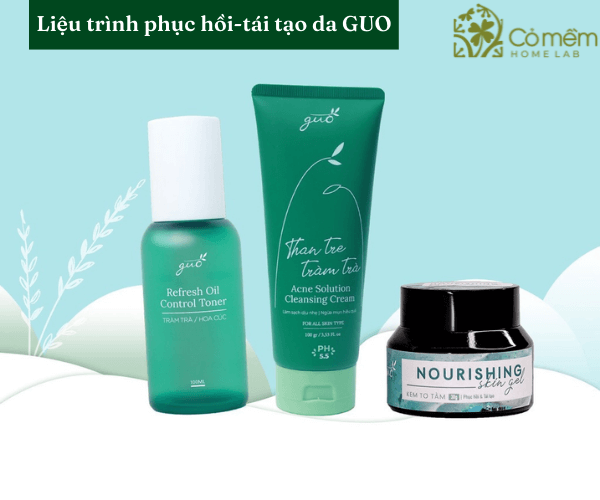 Liệu trình phục hồi-tái tạo da GUO
Cỏ mềm
HOME LAB
guo
Refresh Oil
Control Toner
TRÀM TRÀ / HOA CÚC
guo
Than tre
tràm trà
Acne Solution
Cleansing Cream
FOR ALL SKIN TYPE
PH
5.5
NOURISHING
skin gel
KEM TƠ TẰM